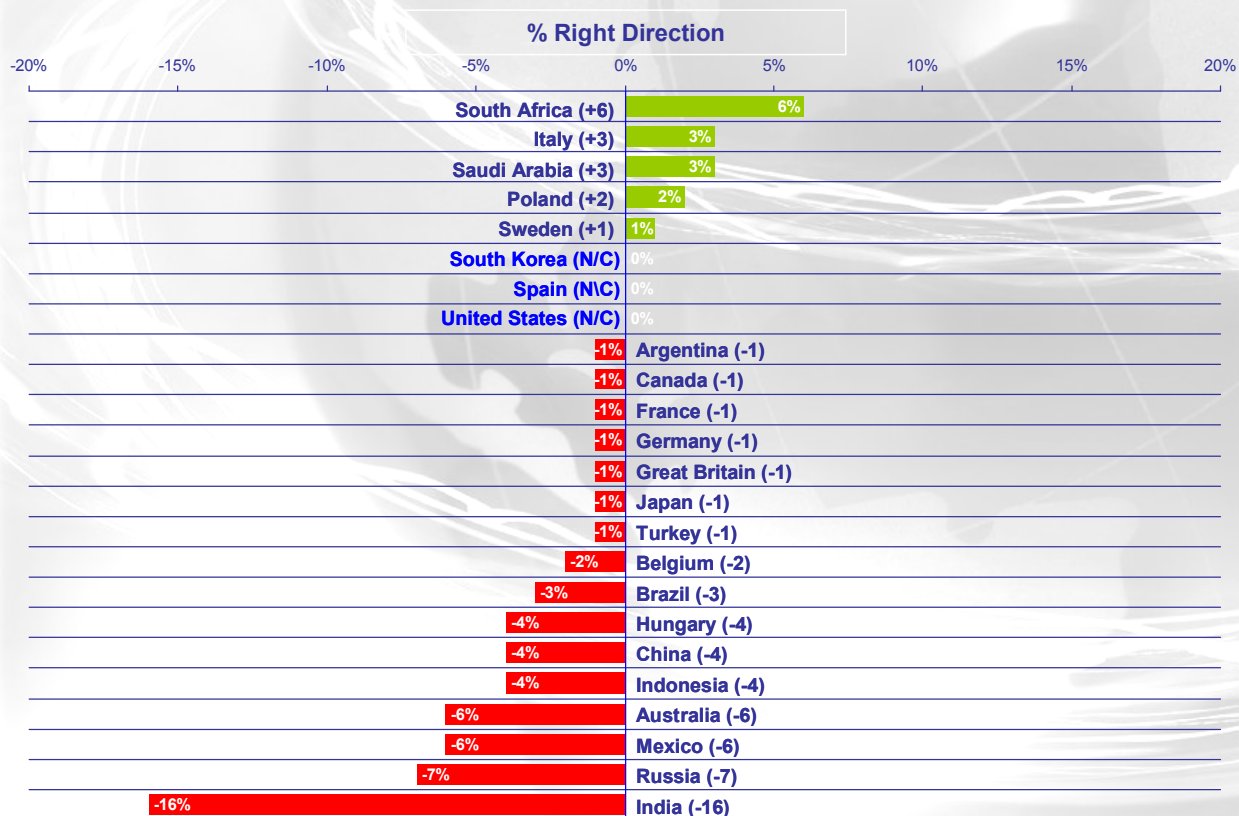 % Right Direction
-20% -15% -10% -5% 0% 5% 10% 15% 20%
South Africa (+6) 6%
Italy (+3) 3%
Saudi Arabia (+3) 3%
Poland (+2) 2%
Sweden (+1) 1%
South Korea (N/C) 0%
Spain (N\C) 0%
United States (N/C) 0%
-1% Argentina (-1)
-1% Canada (-1)
-1% France (-1)
-1% Germany (-1)
-1% Great Britain (-1)
-1% Japan (-1)
-1% Turkey (-1)
-2% Belgium (-2)
-3% Brazil (-3)
-4% Hungary (-4)
-4% China (-4)
-4% Indonesia (-4)
-6% Australia (-6)
-6% Mexico (-6)
-7% Russia (-7)
-16% India (-16)